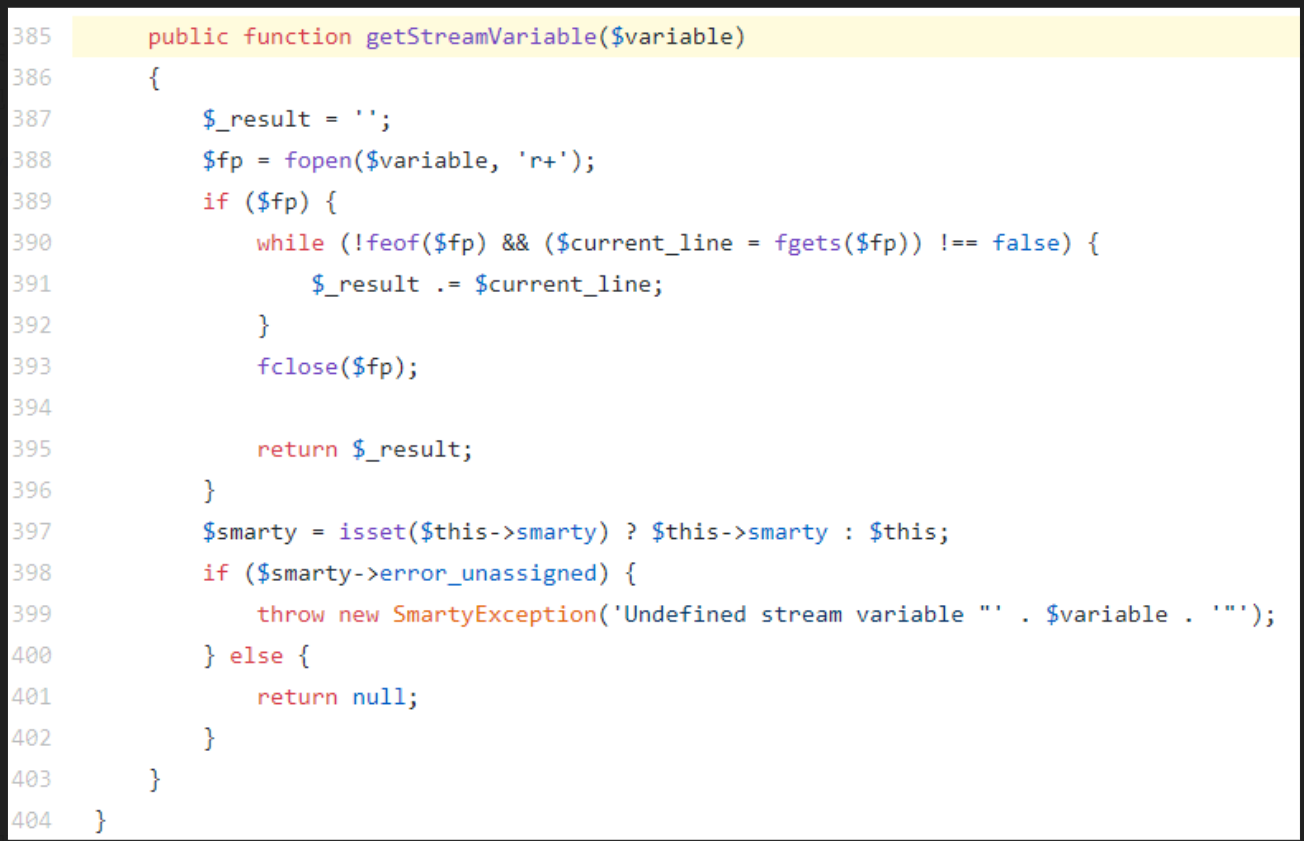 385 public function getStreamVariable($variable)
386 {
387 $_result = '';
388 $fp = fopen($variable, 'r+');
389 if ($fp) {
390 while (!feof($fp) && ($current_line = fgets($fp)) !== false) {
391 $_result .= $current_line;
392 }
393 fclose($fp);
394
395 return $_result;
396 }
397 $smarty = isset($this->smarty) ? $this->smarty : $this;
398 if ($smarty->error_unassigned) {
399 throw new SmartyException('Undefined stream variable "' . $variable . '"');
400 } else {
401 return null;
402 }
403 }
404 }